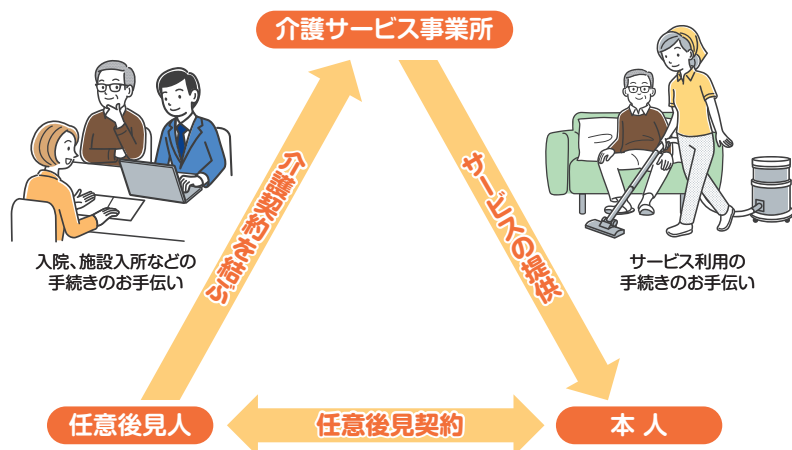 介護サービス事業所
介護契約を結ぶ
サービスの提供
入院、施設入所などの
手続きのお手伝い
サービス利用の
手続きのお手伝い
任意後見人
任意後見契約
本人